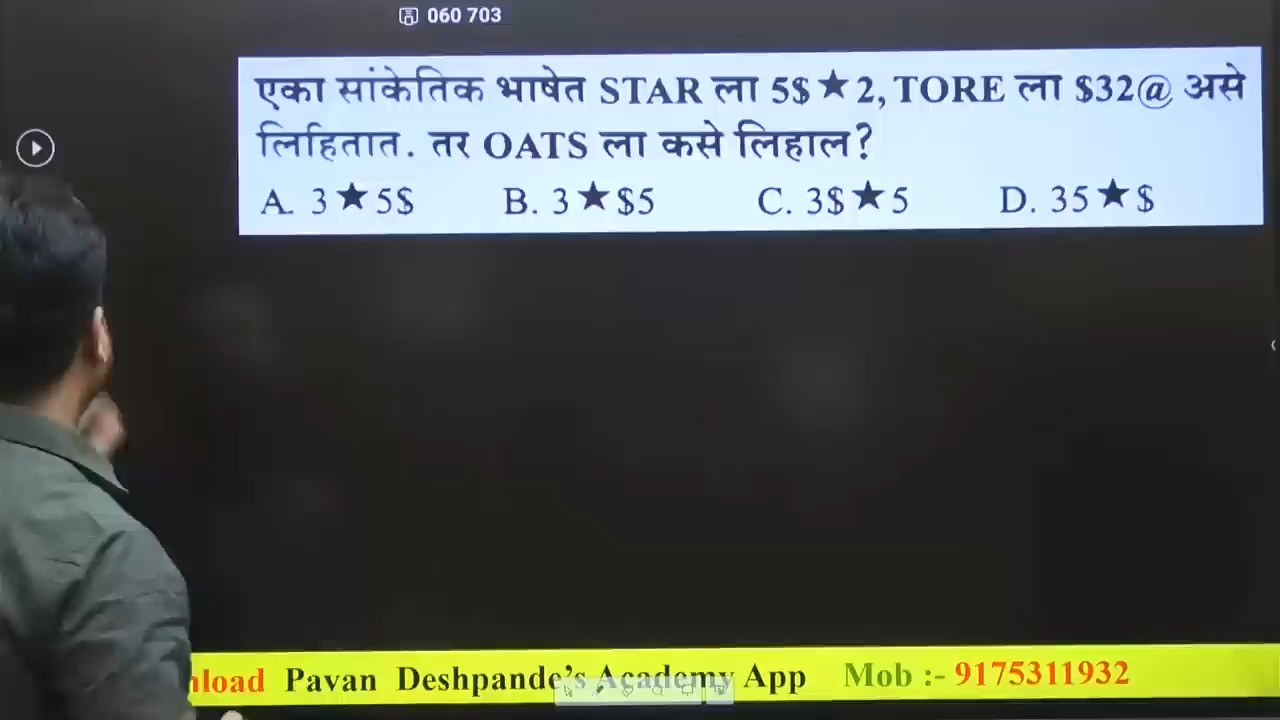 060 703
एका सांकेतिक भाषेत STAR ला 5$★2, TORE ला $32@ असे
लिहितात. तर OATS ला कसे लिहाल?
A. 3★5$ B. 3★$5 C. 3$★5 D. 35★$
nload Pavan Deshpande's Academy App Mob :- 9175311932